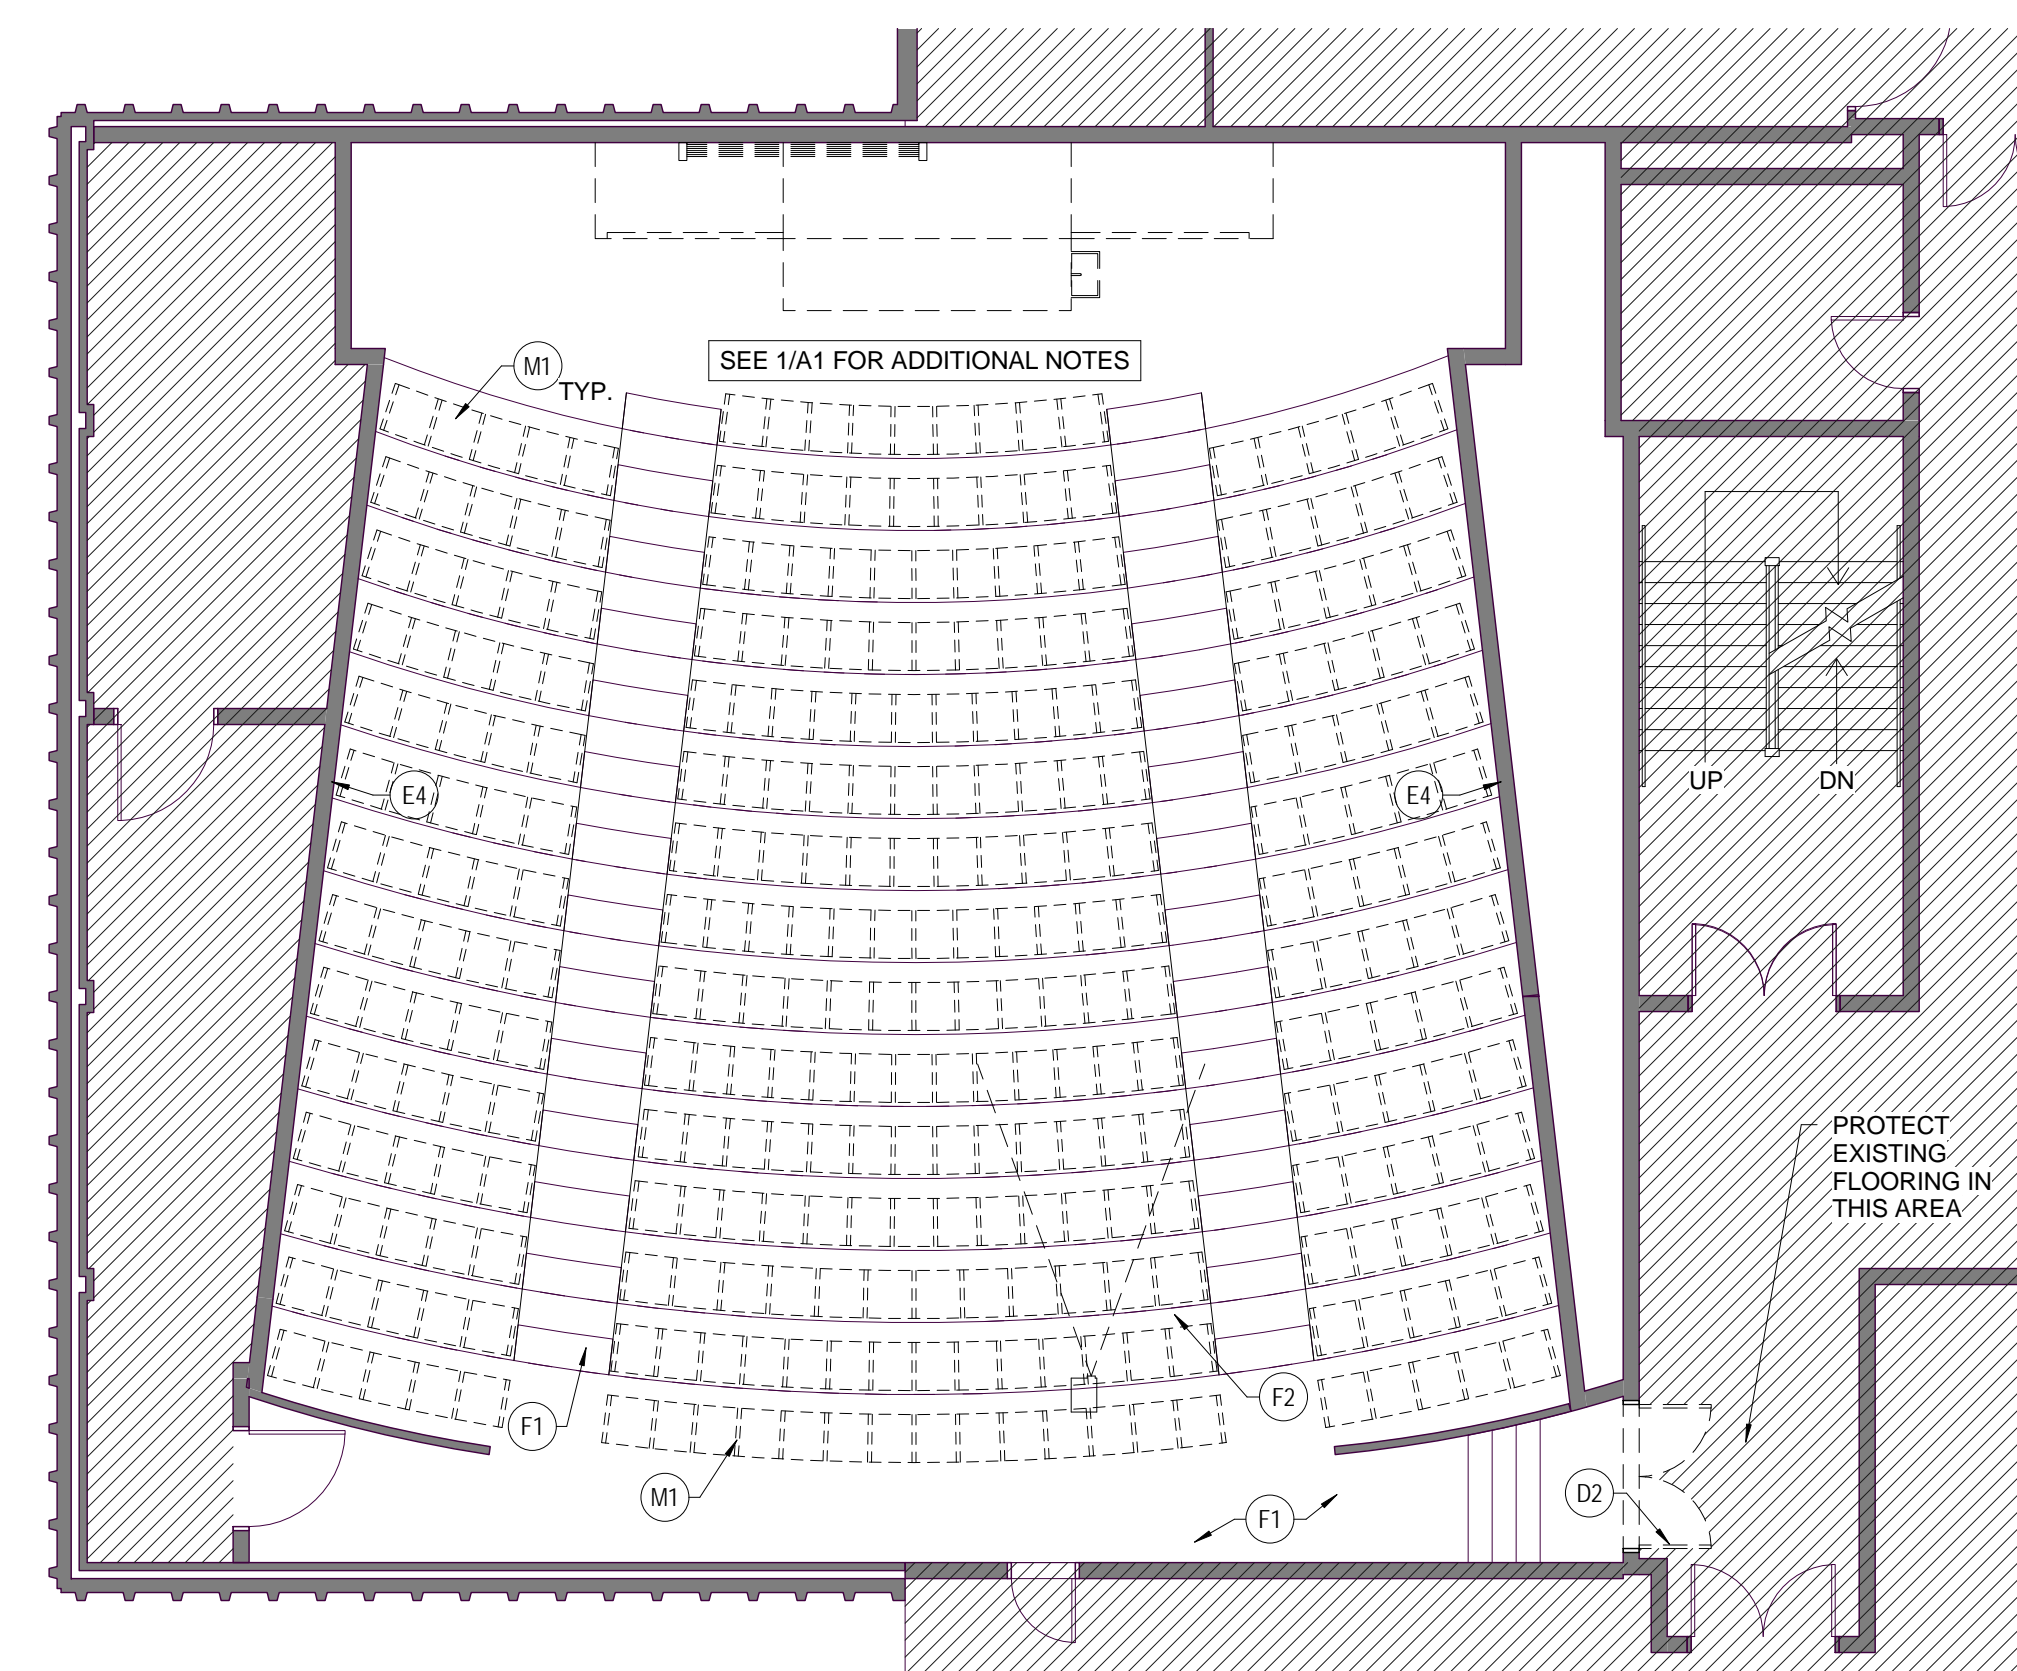 SEE 1/A1 FOR ADDITIONAL NOTES
M1
TYP.
E4
E4
UP
DN
PROTECT
EXISTING
FLOORING IN
THIS AREA
F1
F2
M1
F1
D2